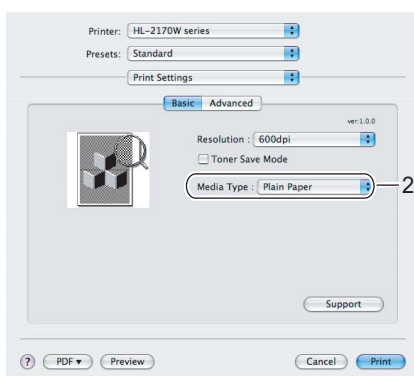 Printer: HL-2170W series
Presets: Standard
Print Settings
Basic Advanced
ver:1.0.0
Resolution : 600dpi
Toner Save Mode
Media Type : Plain Paper 2
Support
? PDF▼ Preview Cancel Print